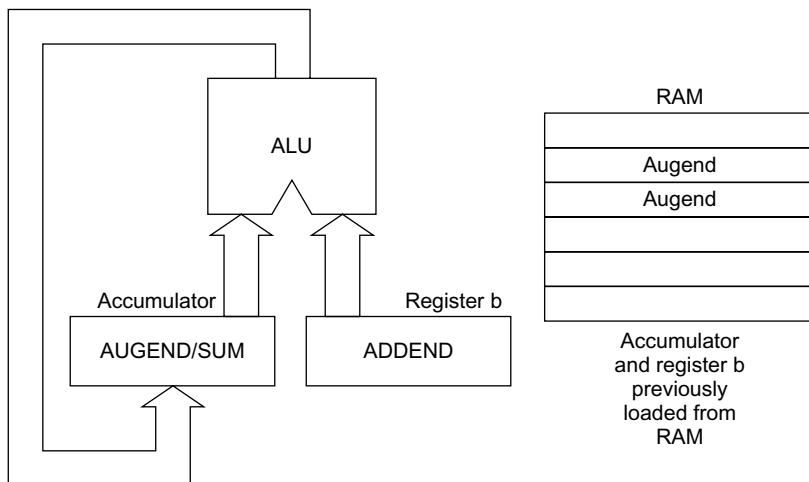 ALU
RAM
Augend
Augend
Accumulator
Register b
AUGEND/SUM
ADDEND
Accumulator
and register b
previously
loaded from
RAM